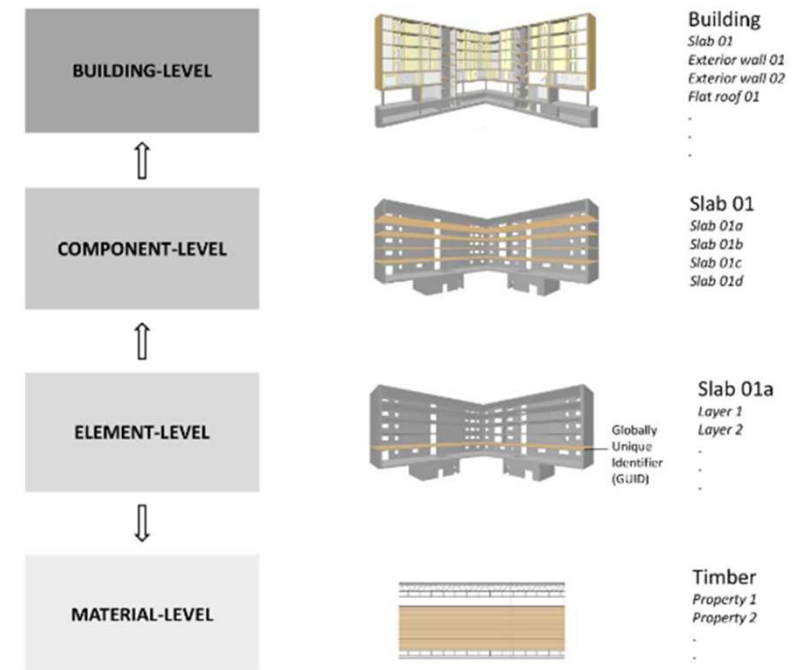 BUILDING-LEVEL
Building
Slab 01
Exterior wall 01
Exterior wall 02
Flat roof 01
.
.
.
COMPONENT-LEVEL
Slab 01
Slab 01a
Slab 01b
Slab 01c
Slab 01d
ELEMENT-LEVEL
Globally
Unique
Identifier
(GUID)
Slab 01a
Layer 1
Layer 2
.
.
.
MATERIAL-LEVEL
Timber
Property 1
Property 2
.
.